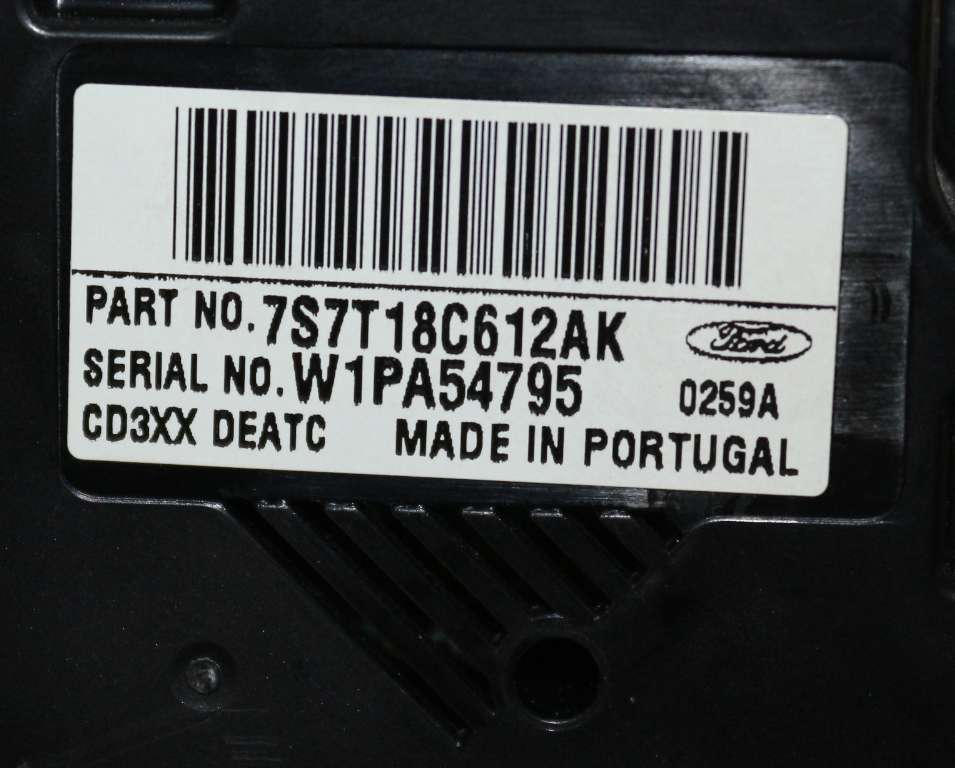 PART NO. 7S7T18C612AK
Ford
SERIAL NO. W1PA54795
0259A
CD3XX DEATC MADE IN PORTUGAL